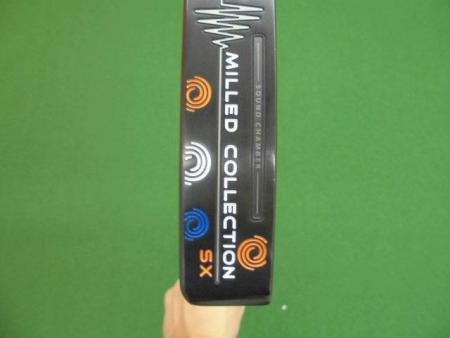 SOUND CHAMBER
MILLED COLLECTION
SX